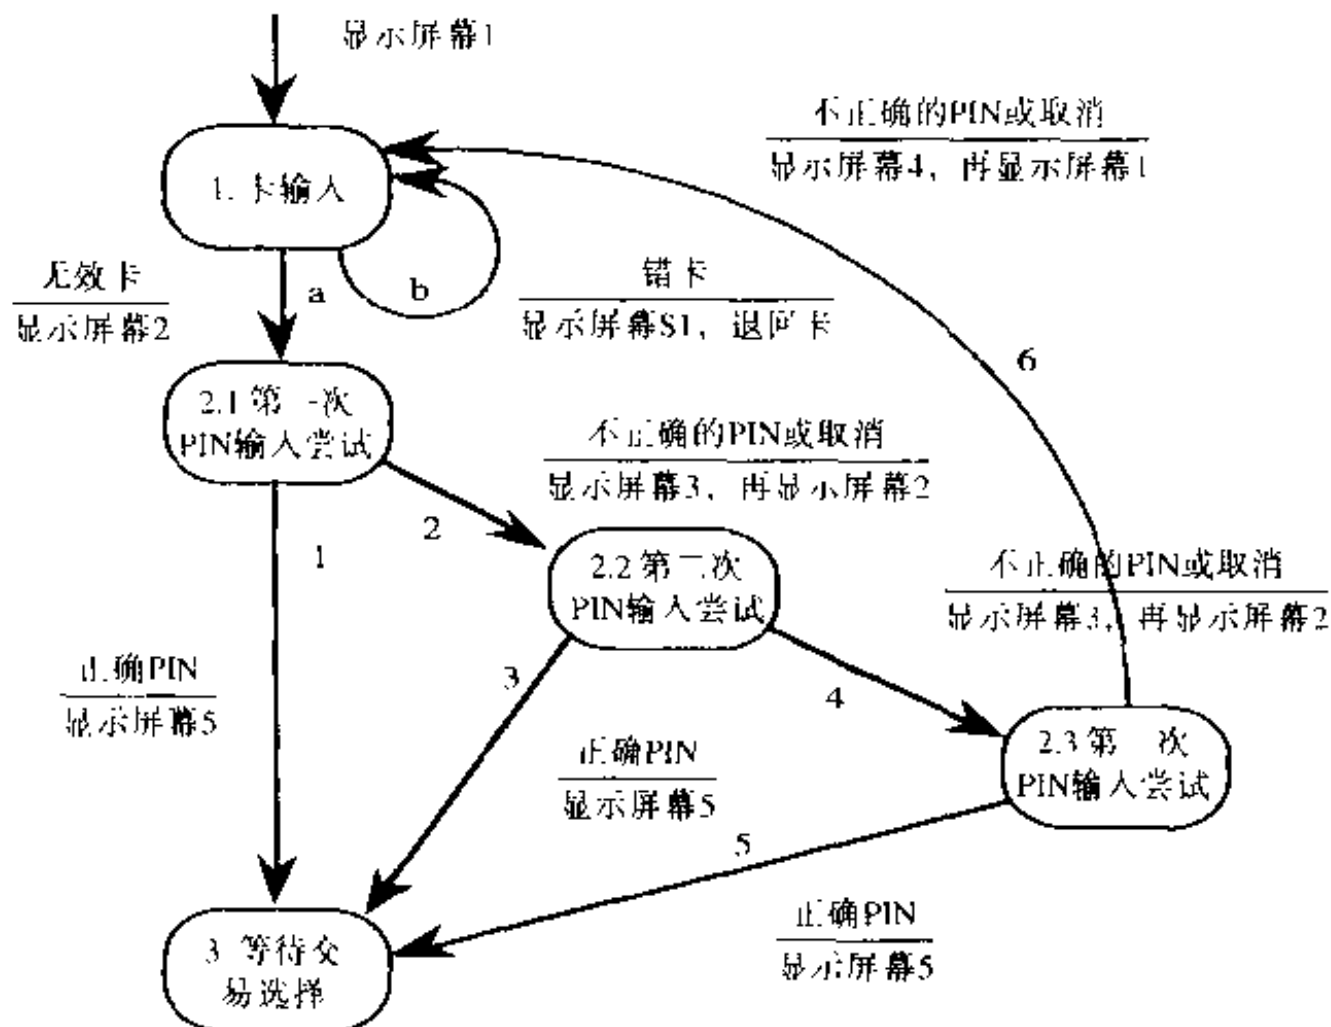 显示屏幕1
不正确的PIN或取消
显示屏幕4，再显示屏幕1
1. 卡输入
无效卡
显示屏幕2
a
b
错卡
显示屏幕S1，退回卡
6
2.1 第一次
PIN输入尝试
不正确的PIN或取消
显示屏幕3，再显示屏幕2
1
2
2.2 第二次
PIN输入尝试
不正确的PIN或取消
显示屏幕3，再显示屏幕2
正确PIN
显示屏幕5
3
4
正确PIN
显示屏幕5
2.3 第 次
PIN输入尝试
5
3 等待交
易选择
正确PIN
显示屏幕5